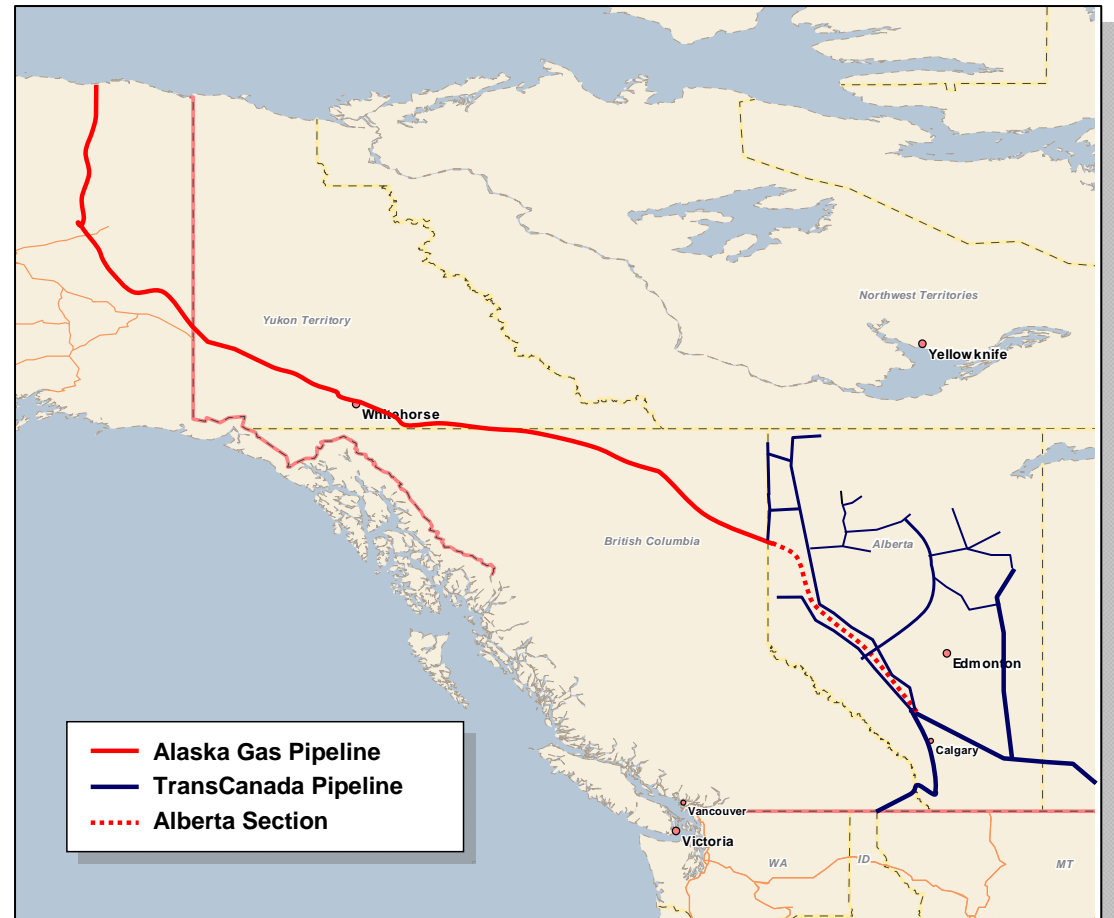 Northwest Territories
Yukon Territory
Yellowknife
Whitehorse
British Columbia
Alberta
Edmonton
Calgary
Alaska Gas Pipeline
TransCanada Pipeline
Alberta Section
Vancouver
Victoria
WA
ID
MT